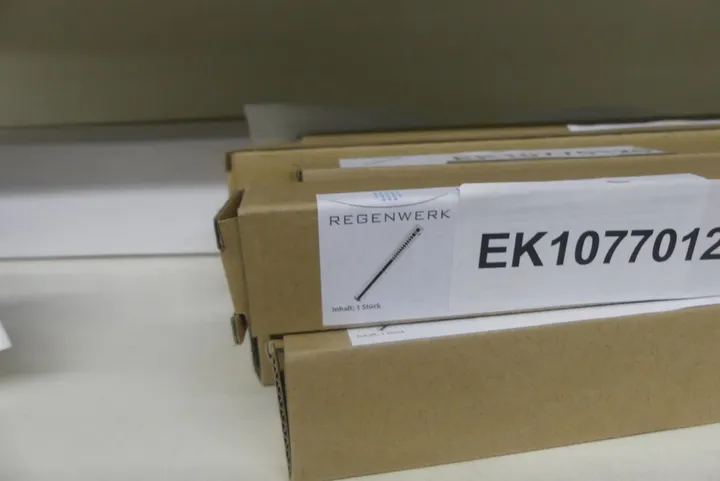 REGENWERK
Inhalt: 1 Stück
EK1077012